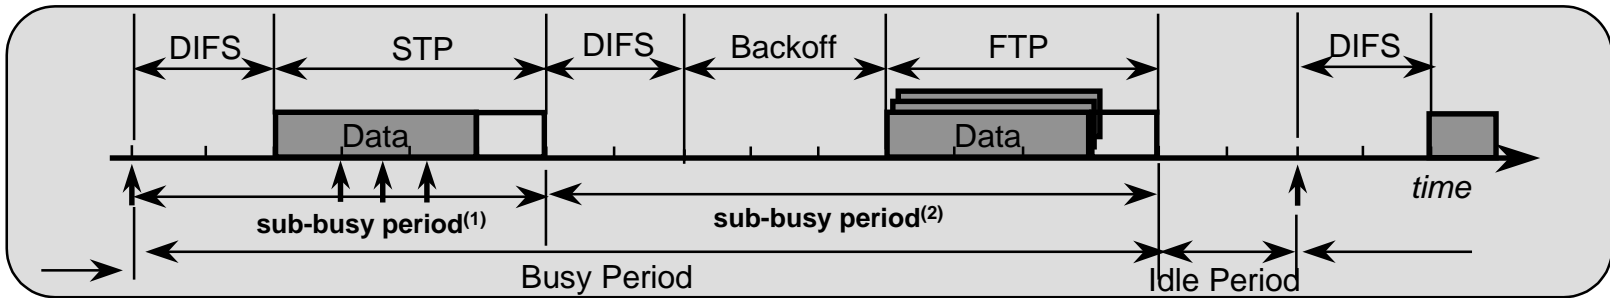 DIFS STP DIFS Backoff FTP DIFS
Data Data
time
sub-busy period(1) sub-busy period(2)
Busy Period Idle Period